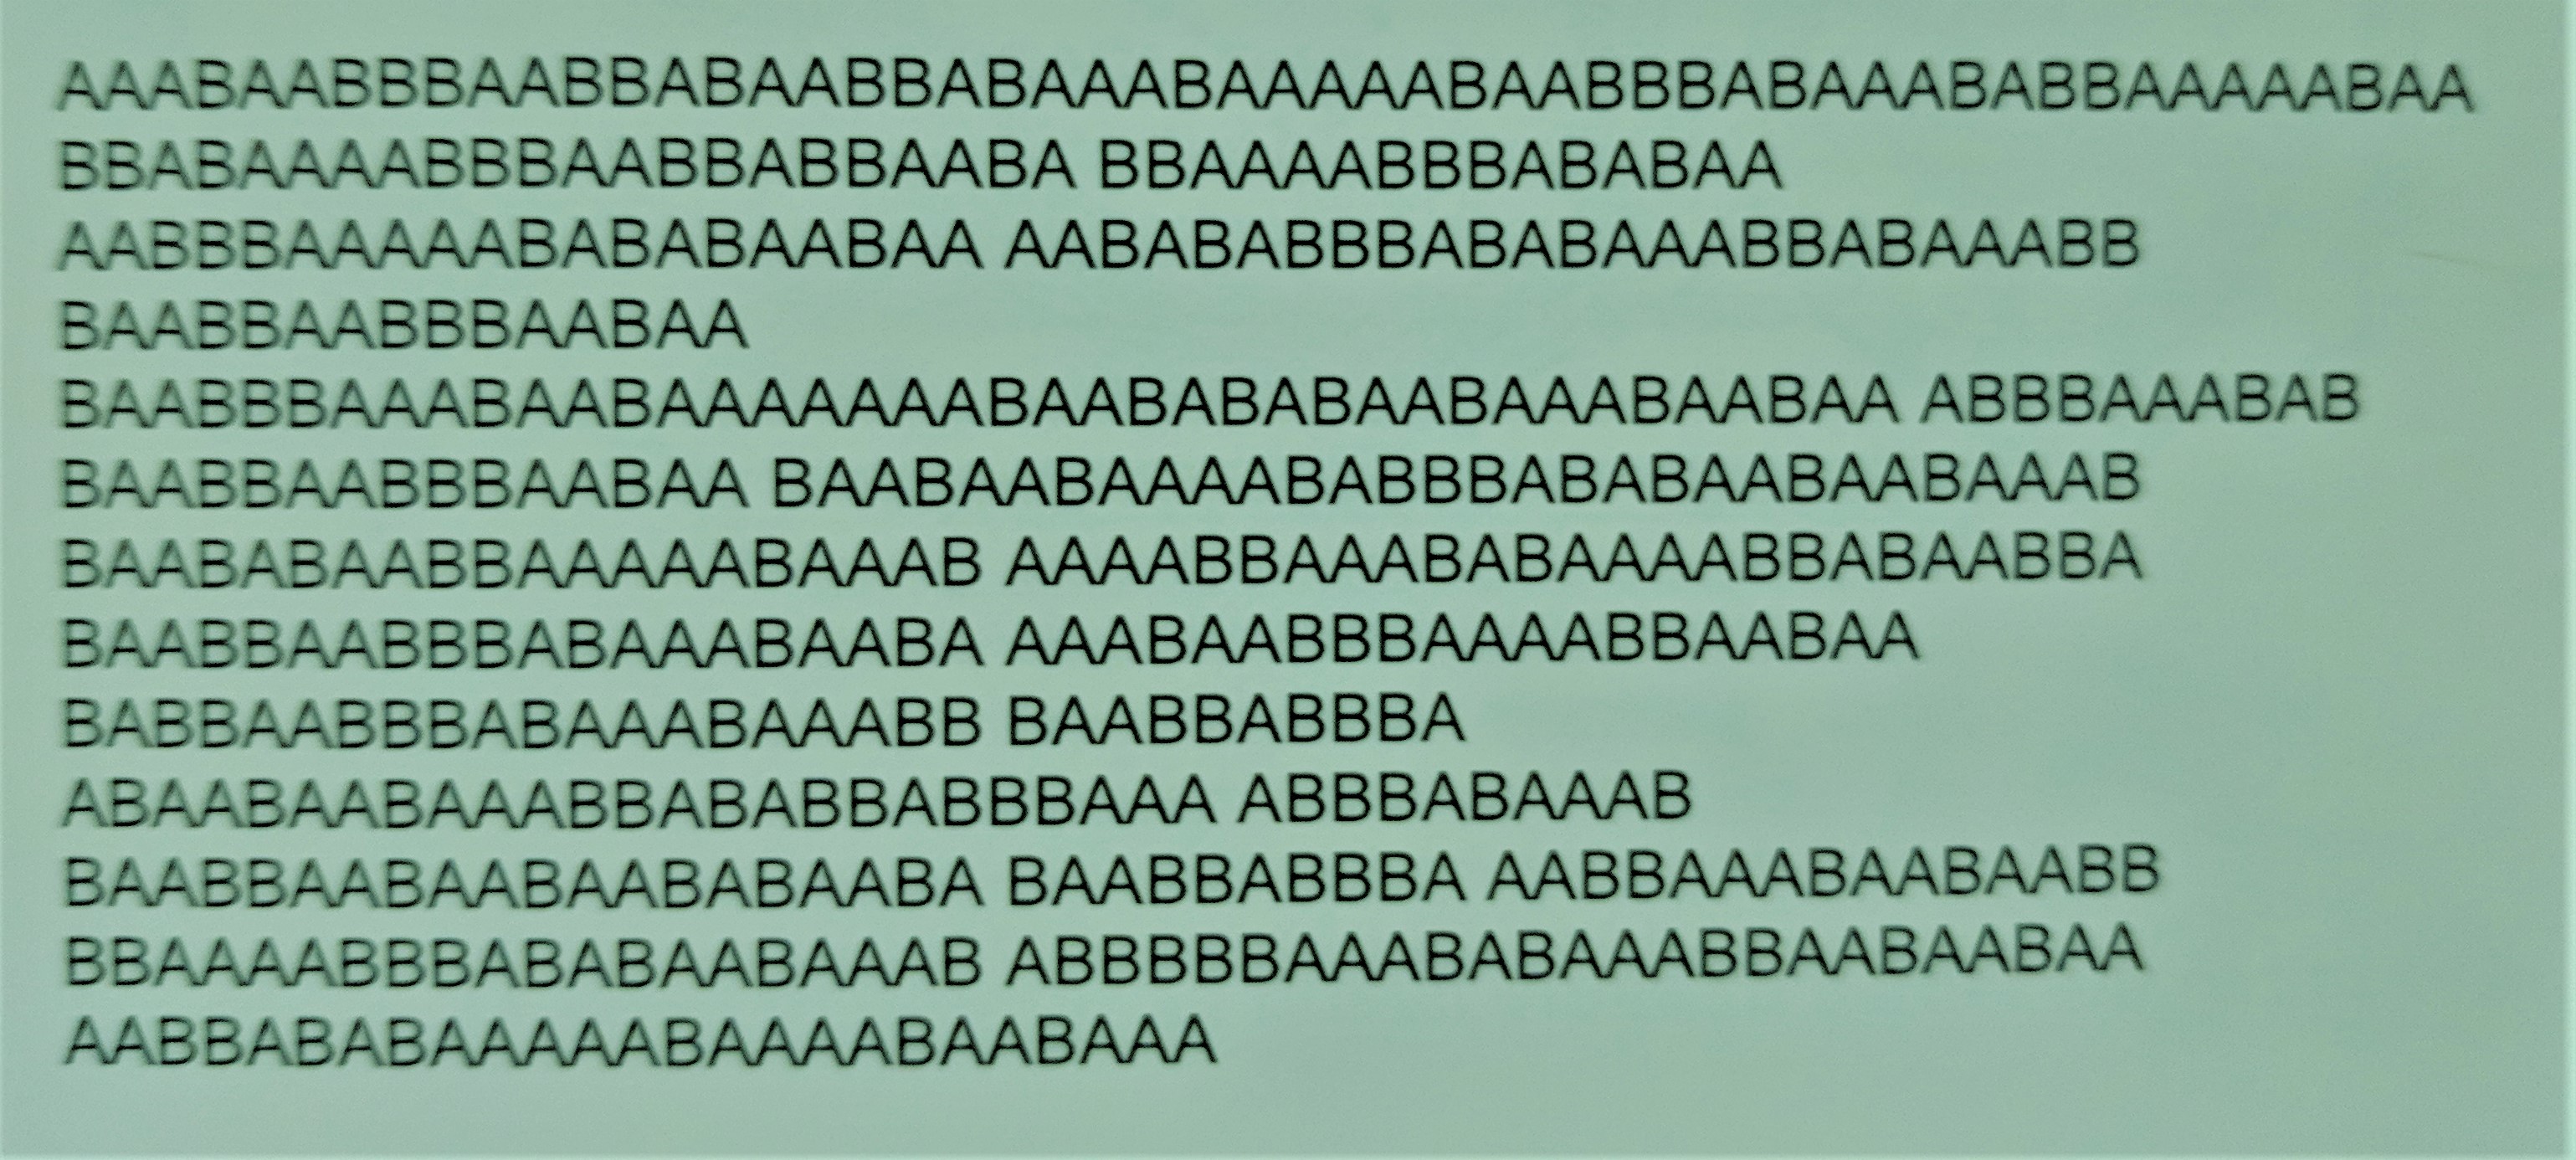 AAABAABBBAABBABAABBABAAABAAAAABAABBBABAAABABBAAAAABAA
BBABAAAABBBAABBABBAABA BBAAAABBBABABAA
AABBBAAAAABABABAABAA AABABABBBABABAAABBABAAABB
BAABBAABBBAABAA
BAABBBAAABAABAAAAAAABAABABABAABAAABAABAA ABBBAAABAB
BAABBAABBBAABAA BAABAABAAAABABBBABABAABAABAAAB
BAABABAABBAAAAABAAAB AAAABBAAABABAAAABBABAABBA
BAABBAABBBABAAABAABA AAABAABBBAAAABBAABAA
BABBAABBBABAAABAAABB BAABBABBBA
ABAABAABAAABBABABBABBBAAA ABBBABAAAB
BAABBAABAABAABABAABA BAABBABBBA AABBAAABAABAABB
BBAAAABBBABABAABAAAB ABBBBBAAABABAAABBAABAABAA
AABBABABAAAAABAAAABAABAAA